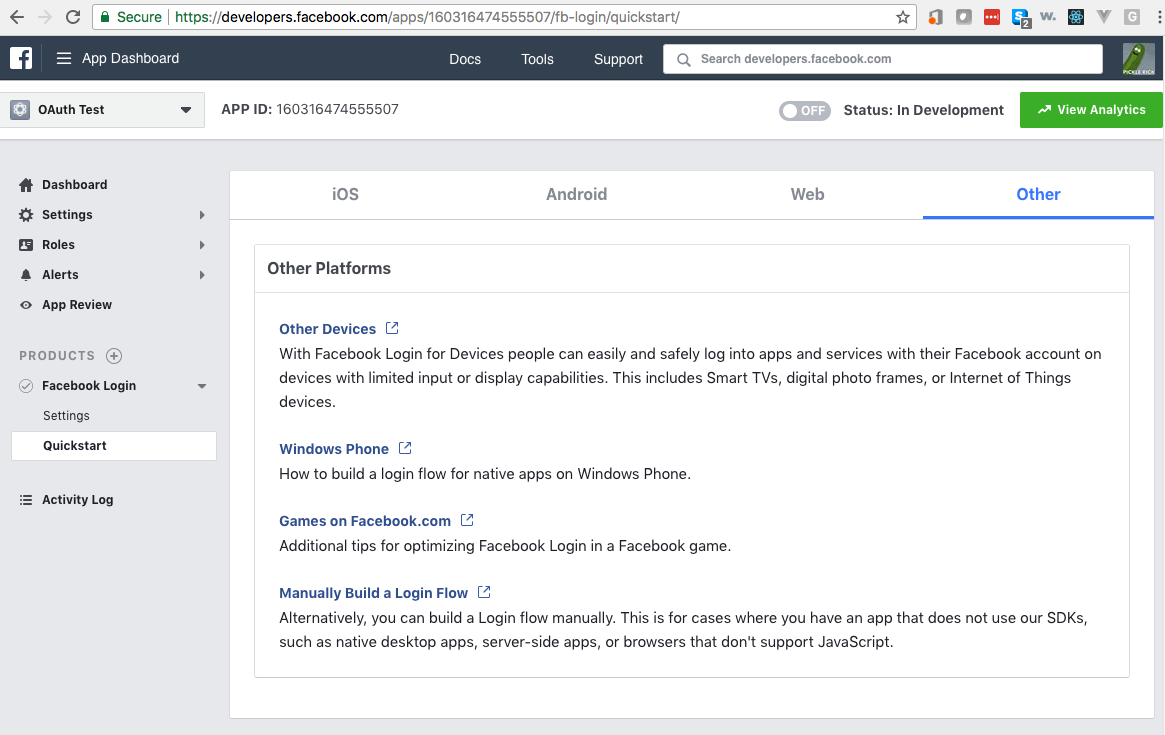 Secure https://developers.facebook.com/apps/160316474555507/fb-login/quickstart/
2
w.
G
f
App Dashboard
Docs
Tools
Support
Search developers.facebook.com
PICKLE RICK
OAuth Test
APP ID: 160316474555507
OFF
Status: In Development
View Analytics
Dashboard
Settings
Roles
Alerts
App Review
PRODUCTS
Facebook Login
Settings
Quickstart
Activity Log
iOS
Android
Web
Other
Other Platforms
Other Devices
With Facebook Login for Devices people can easily and safely log into apps and services with their Facebook account on
devices with limited input or display capabilities. This includes Smart TVs, digital photo frames, or Internet of Things
devices.
Windows Phone
How to build a login flow for native apps on Windows Phone.
Games on Facebook.com
Additional tips for optimizing Facebook Login in a Facebook game.
Manually Build a Login Flow
Alternatively, you can build a Login flow manually. This is for cases where you have an app that does not use our SDKs,
such as native desktop apps, server-side apps, or browsers that don't support JavaScript.